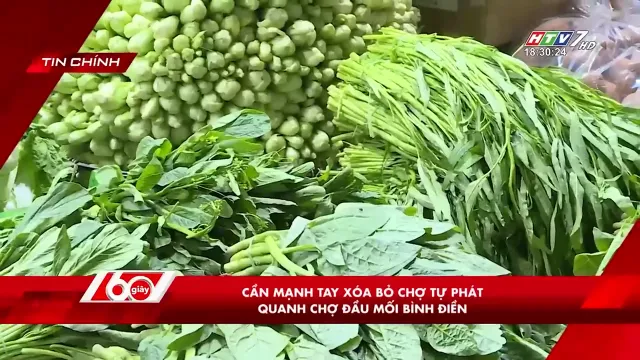 TIN CHÍNH
HTV7 HD
18:30:24
60 giây
CẦN MẠNH TAY XÓA BỎ CHỢ TỰ PHÁT
QUANH CHỢ ĐẦU MỐI BÌNH ĐIỀN